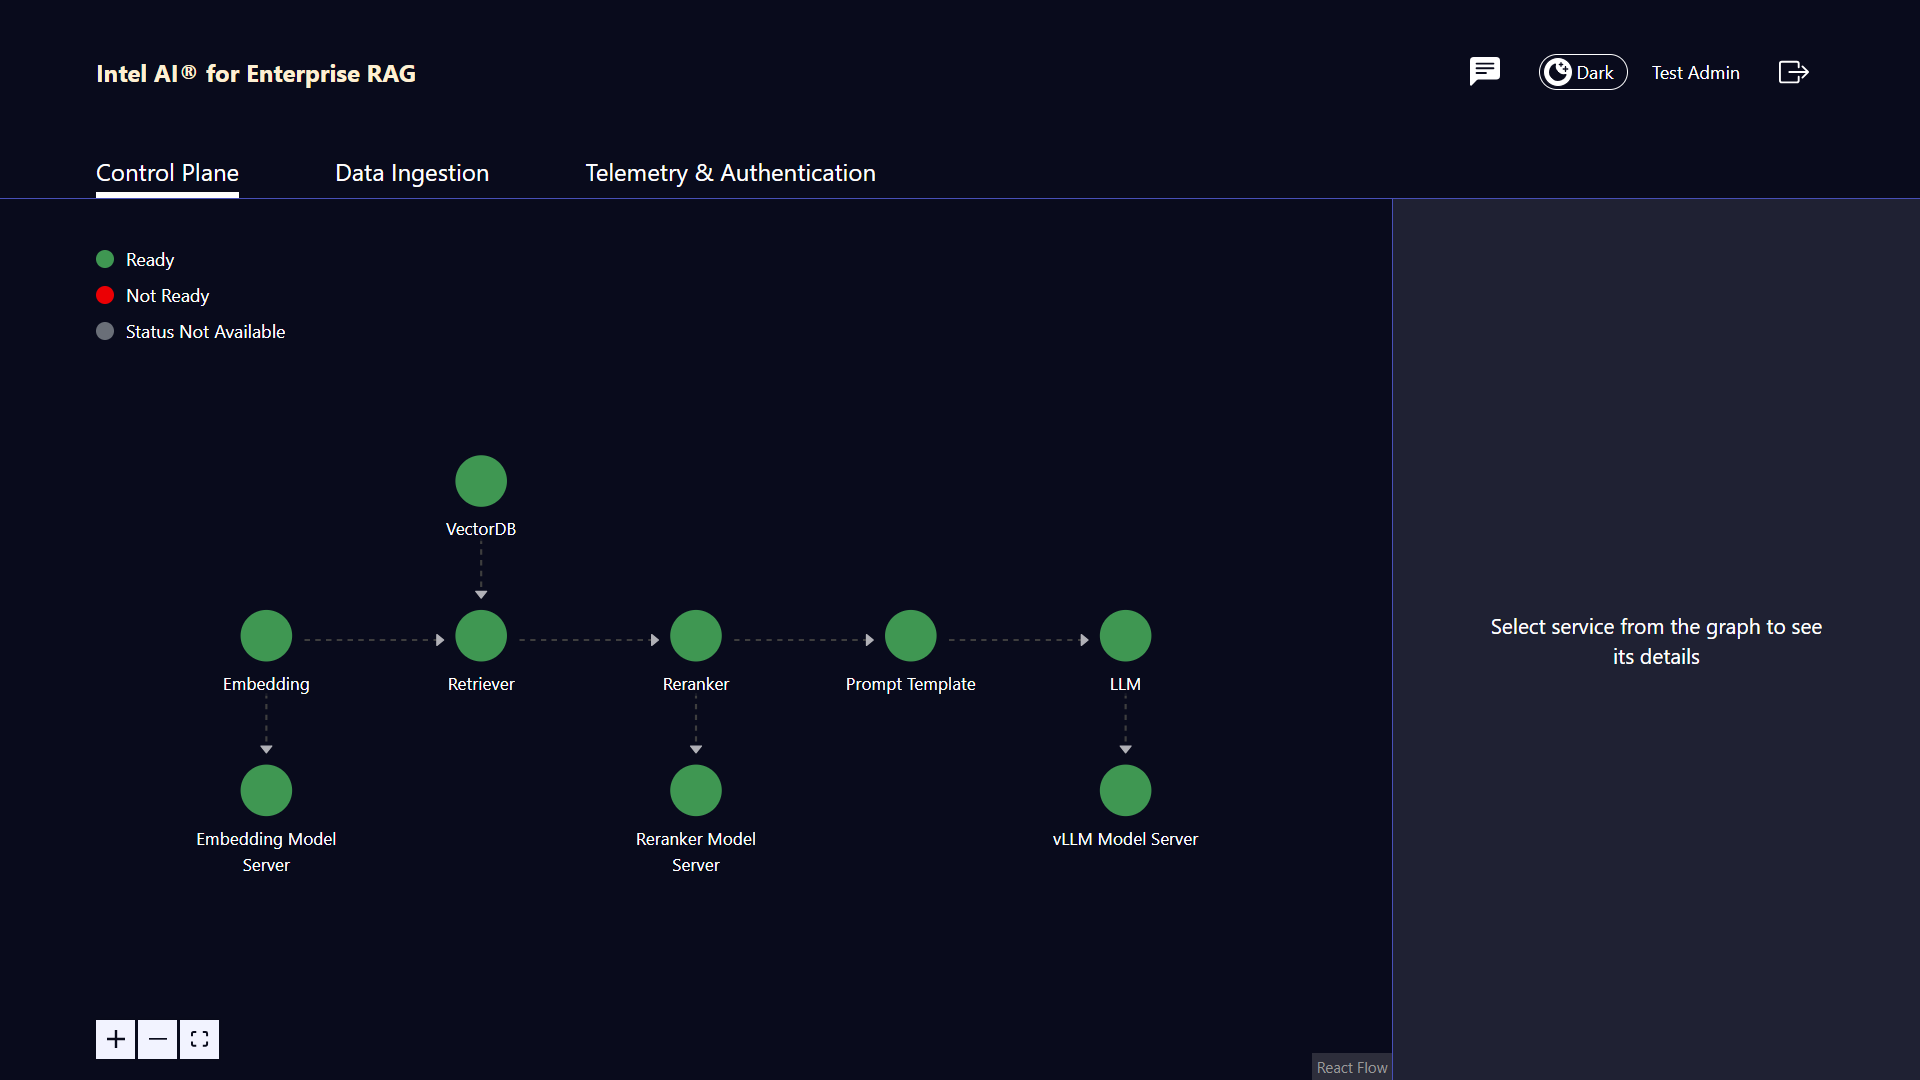 Intel AI® for Enterprise RAG
Dark
Test Admin
Control Plane
Data Ingestion
Telemetry & Authentication
Ready
Not Ready
Status Not Available
VectorDB
Embedding
Retriever
Reranker
Prompt Template
LLM
Embedding Model
Server
Reranker Model
Server
vLLM Model Server
Select service from the graph to see
its details
React Flow